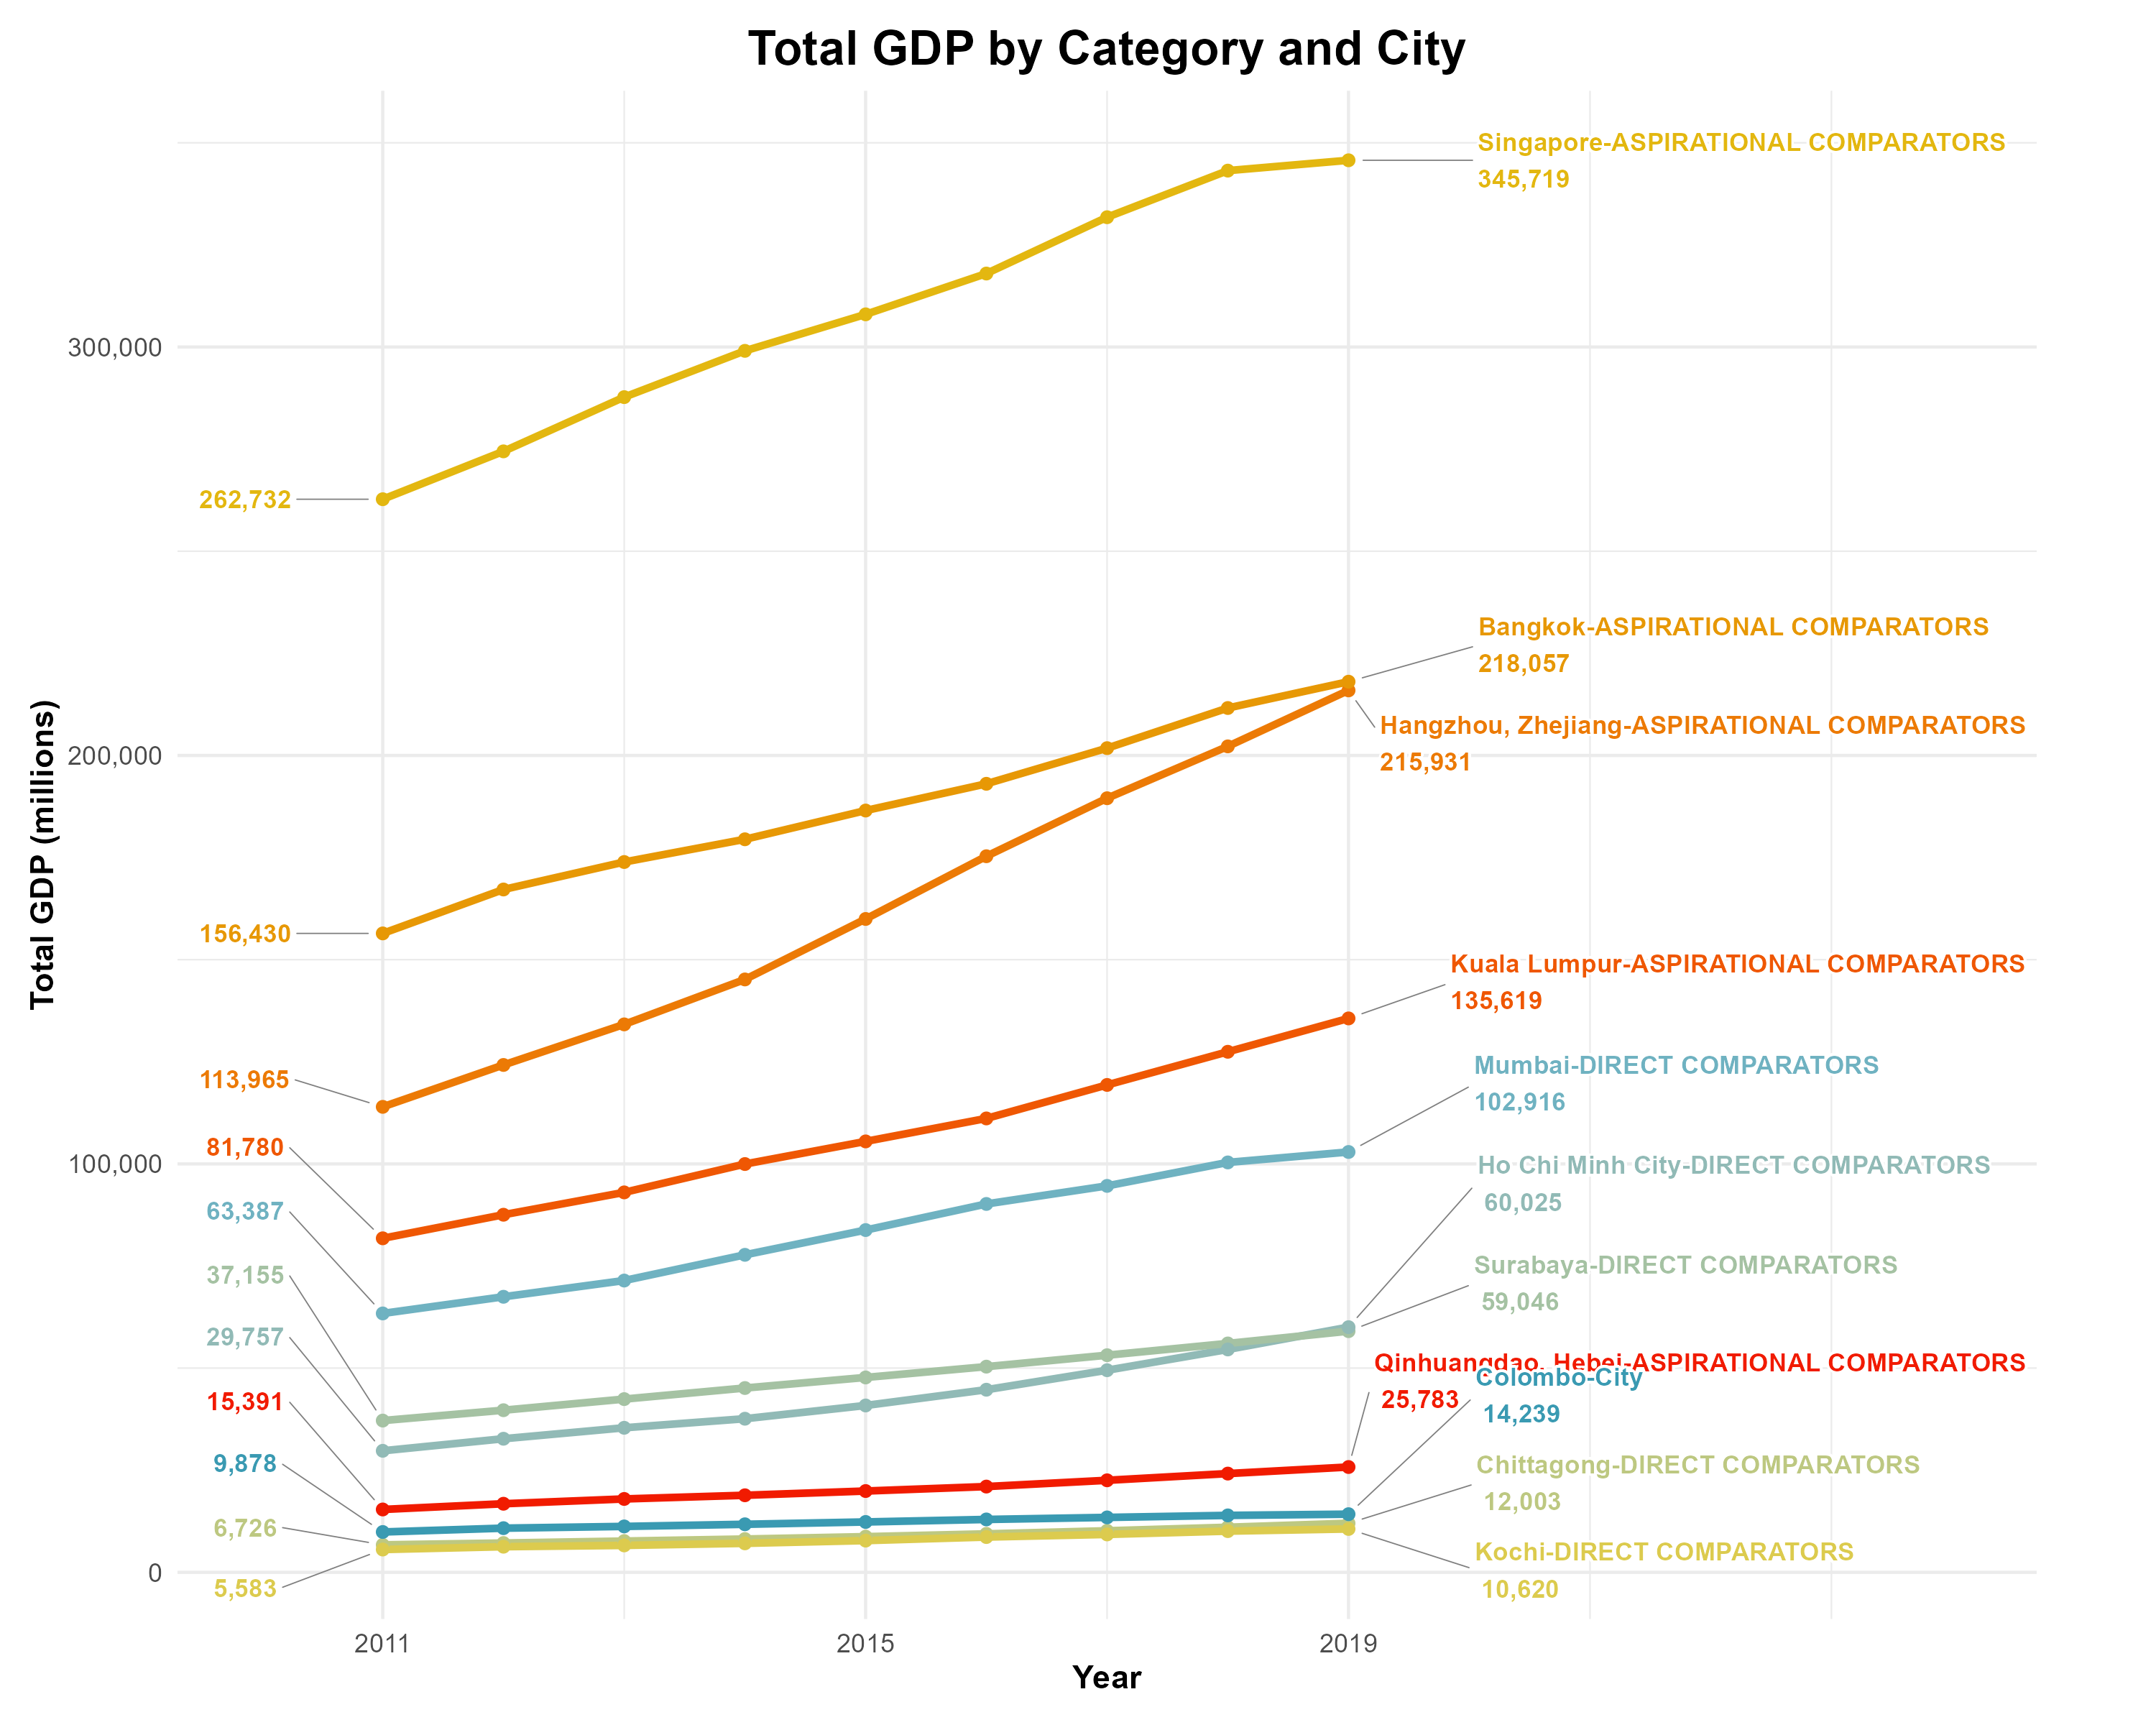 Total GDP by Category and City
Total GDP (millions)
300,000
200,000
100,000
0
262,732
156,430
113,965
81,780
63,387
37,155
29,757
15,391
9,878
6,726
5,583
Singapore-ASPIRATIONAL COMPARATORS
345,719
Bangkok-ASPIRATIONAL COMPARATORS
218,057
Hangzhou, Zhejiang-ASPIRATIONAL COMPARATORS
215,931
Kuala Lumpur-ASPIRATIONAL COMPARATORS
135,619
Mumbai-DIRECT COMPARATORS
102,916
Ho Chi Minh City-DIRECT COMPARATORS
60,025
Surabaya-DIRECT COMPARATORS
59,046
Qinhuangdao, Hebei-ASPIRATIONAL COMPARATORS
25,783
Colombo-City
14,239
Chittagong-DIRECT COMPARATORS
12,003
Kochi-DIRECT COMPARATORS
10,620
2011
2015
2019
Year